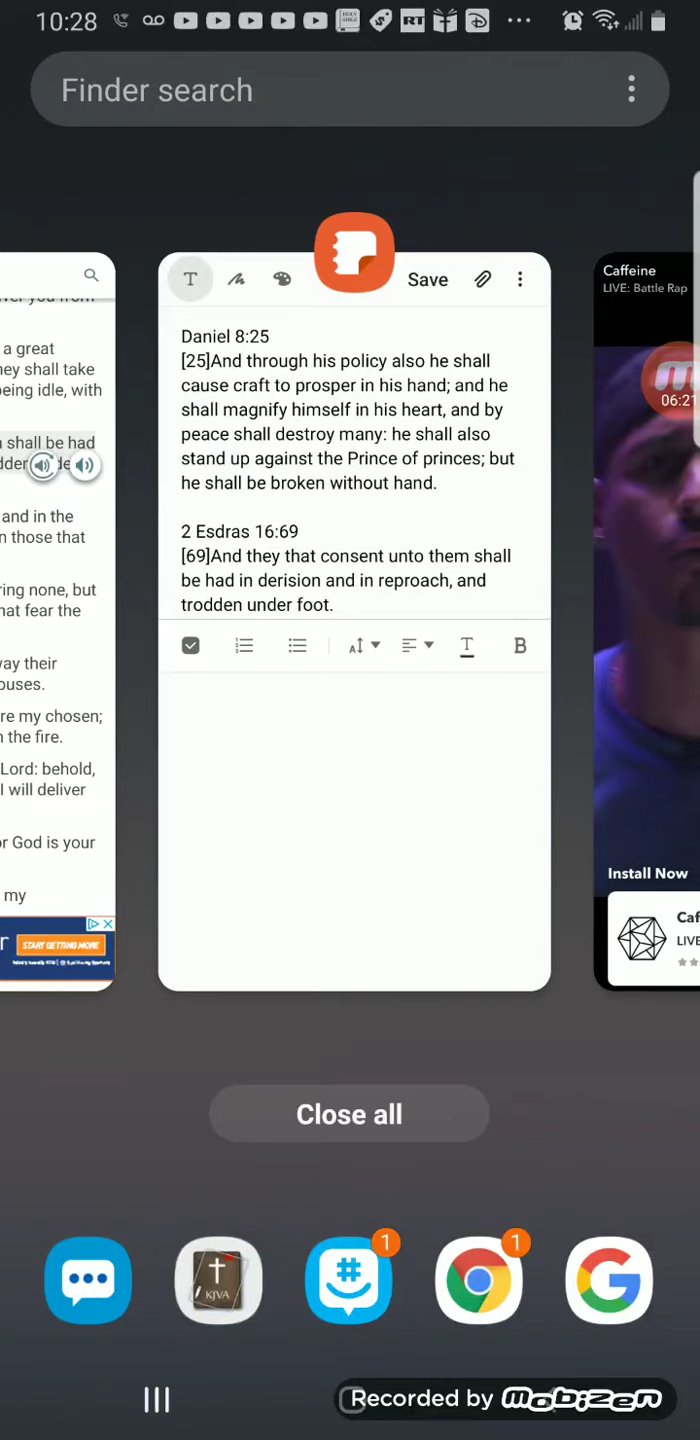 10:28
RT
Finder search
a great
hey shall take
being idle, with
n shall be had
and in the
n those that
ring none, but
hat fear the
way their
ouses.
re my chosen;
n the fire.
Lord: behold,
I will deliver
or God is your
my
START GETTING MORE
T
Save
Daniel 8:25
[25]And through his policy also he shall
cause craft to prosper in his hand; and he
shall magnify himself in his heart, and by
peace shall destroy many: he shall also
stand up against the Prince of princes; but
he shall be broken without hand.
2 Esdras 16:69
[69]And they that consent unto them shall
be had in derision and in reproach, and
trodden under foot.
T
B
Caffeine
LIVE: Battle Rap
06:21
Install Now
Caf
LIVE
Close all
KJVA
1
1
Recorded by mobizen